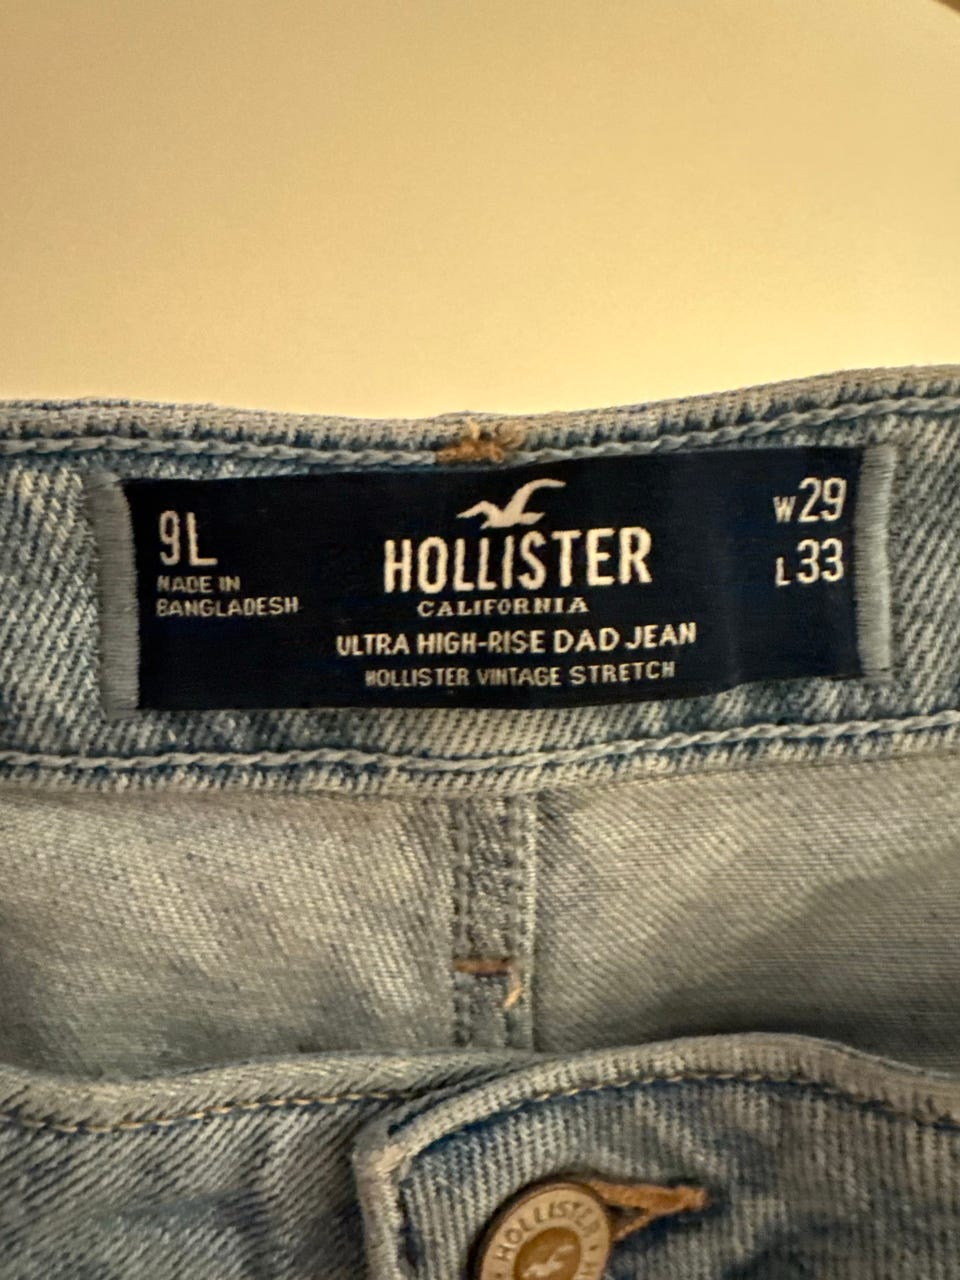 9L
MADE IN
BANGLADESH
HOLLISTER
CALIFORNIA
ULTRA HIGH-RISE DAD JEAN
HOLLISTER VINTAGE STRETCH
W29
L33
HOLLISTER